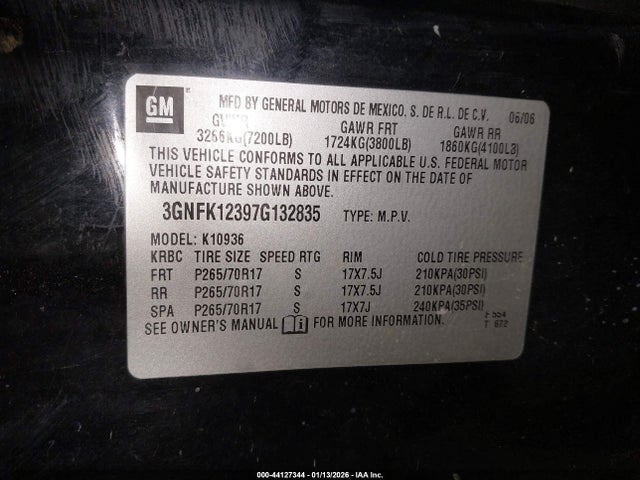 GM
MFD BY GENERAL MOTORS DE MEXICO, S. DE R.L. DE C.V. 06/06
GVWR GAWR FRT GAWR RR
3266KG(7200LB) 1724KG(3800LB) 1860KG(4100LB)
THIS VEHICLE CONFORMS TO ALL APPLICABLE U.S. FEDERAL MOTOR
VEHICLE SAFETY STANDARDS IN EFFECT ON THE DATE OF
MANUFACTURE SHOWN ABOVE.
3GNFK12397G132835 TYPE: M.P.V.
MODEL: K10936
KRBC TIRE SIZE SPEED RTG RIM COLD TIRE PRESSURE
FRT P265/70R17 S 17X7.5J 210KPA(30PSI)
RR P265/70R17 S 17X7.5J 210KPA(30PSI)
SPA P265/70R17 S 17X7J 240KPA(35PSI)
SEE OWNER'S MANUAL FOR MORE INFORMATION.
554
T 672
000-44127344 - 01/13/2026 - IAA Inc.